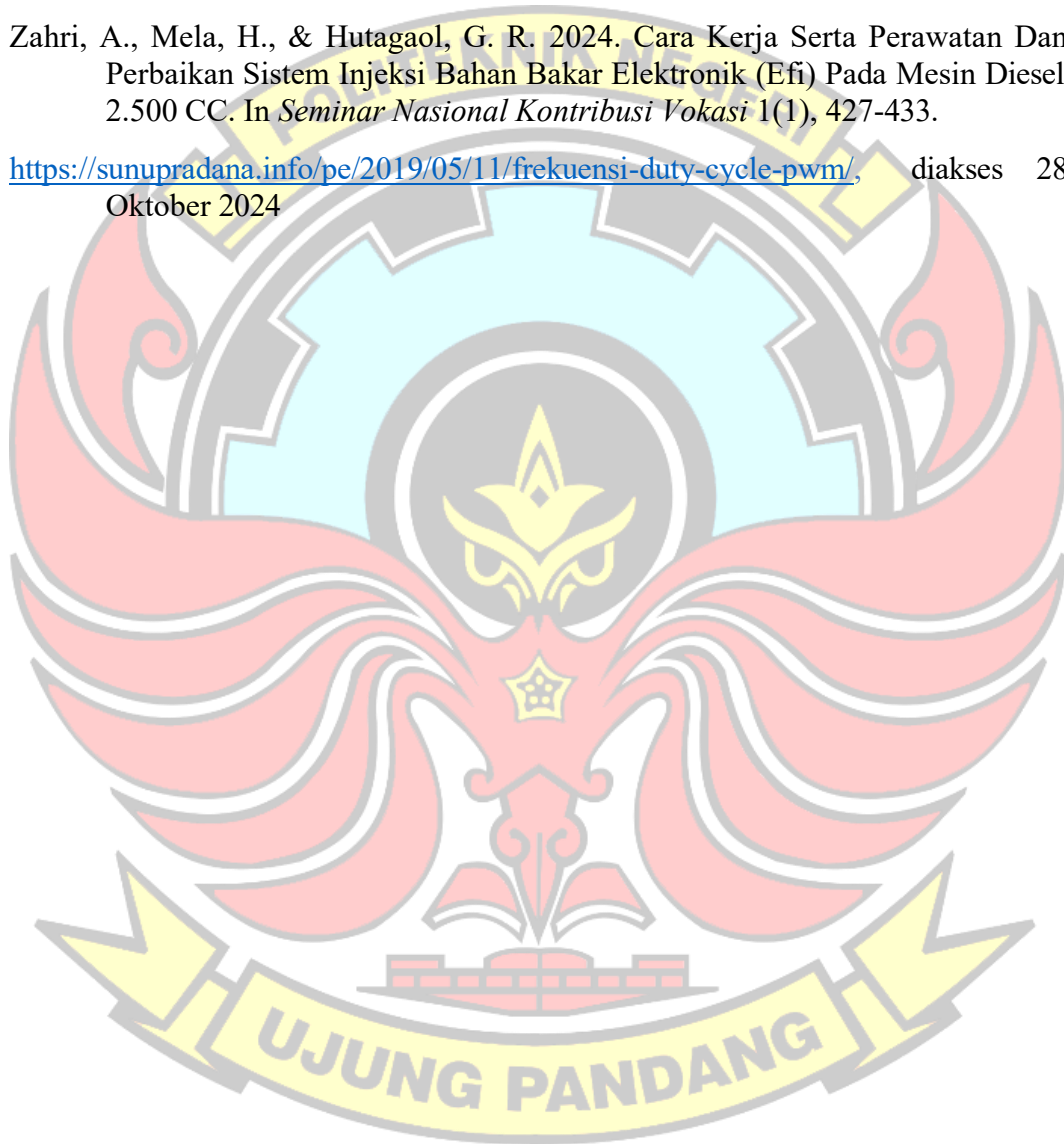 Zahri, A., Mela, H., & Hutagaol, G. R. 2024. Cara Kerja Serta Perawatan Dan
Perbaikan Sistem Injeksi Bahan Bakar Elektronik (Efi) Pada Mesin Diesel
2.500 CC. In Seminar Nasional Kontribusi Vokasi 1(1), 427-433.
https://sunupradana.info/pe/2019/05/11/frekuensi-duty-cycle-pwm/, diakses 28
Oktober 2024
POLITEKNIK NEGERI
UJUNG PANDANG